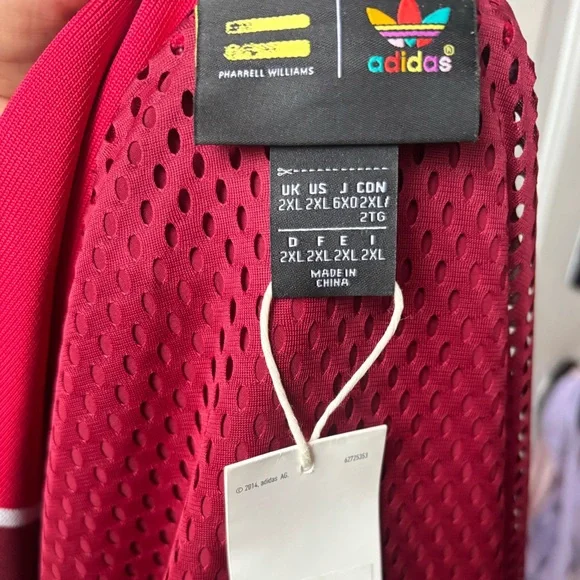 PHARRELL WILLIAMS
adidas®
UK US J CDN
2XL 2XL 6XO 2XL/
2TG
D F E I
2XL 2XL 2XL 2XL
MADE IN
CHINA
© 2014, adidas AG.
62725353